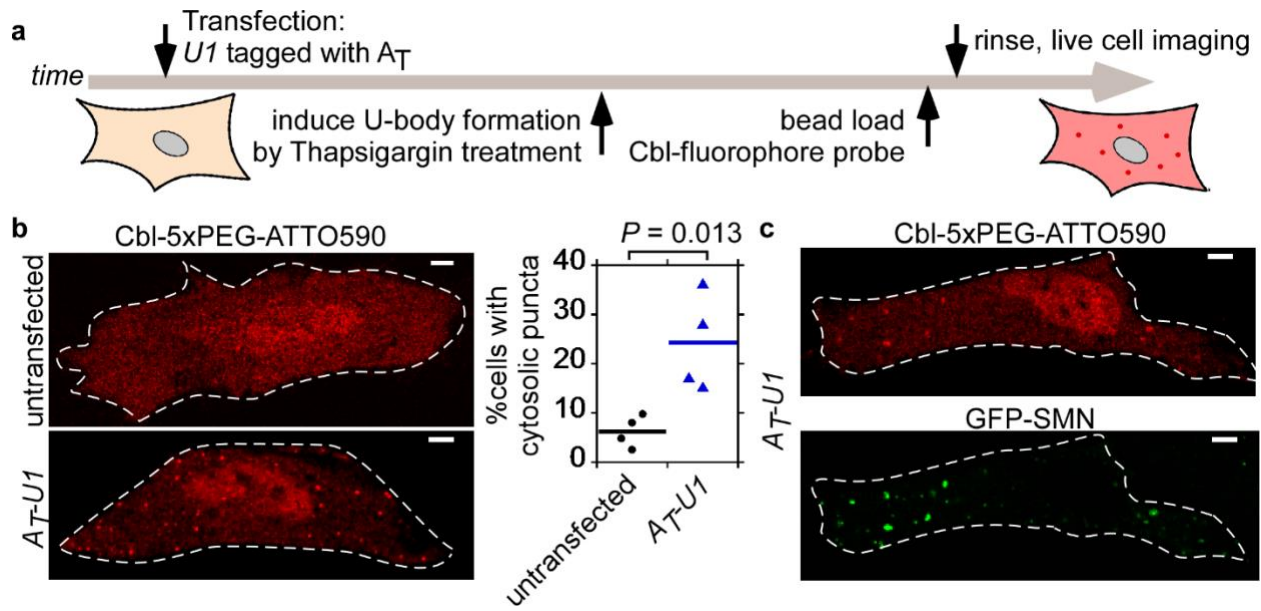 a
Transfection:
U1 tagged with AT
rinse, live cell imaging
time
induce U-body formation
by Thapsigargin treatment
bead load
Cbl-fluorophore probe
b
Cbl-5xPEG-ATTO590
untransfected
AT-U1
P = 0.013
%cells with
cytosolic puncta
40
30
20
10
0
untransfected
AT-U1
c
Cbl-5xPEG-ATTO590
AT-U1
GFP-SMN